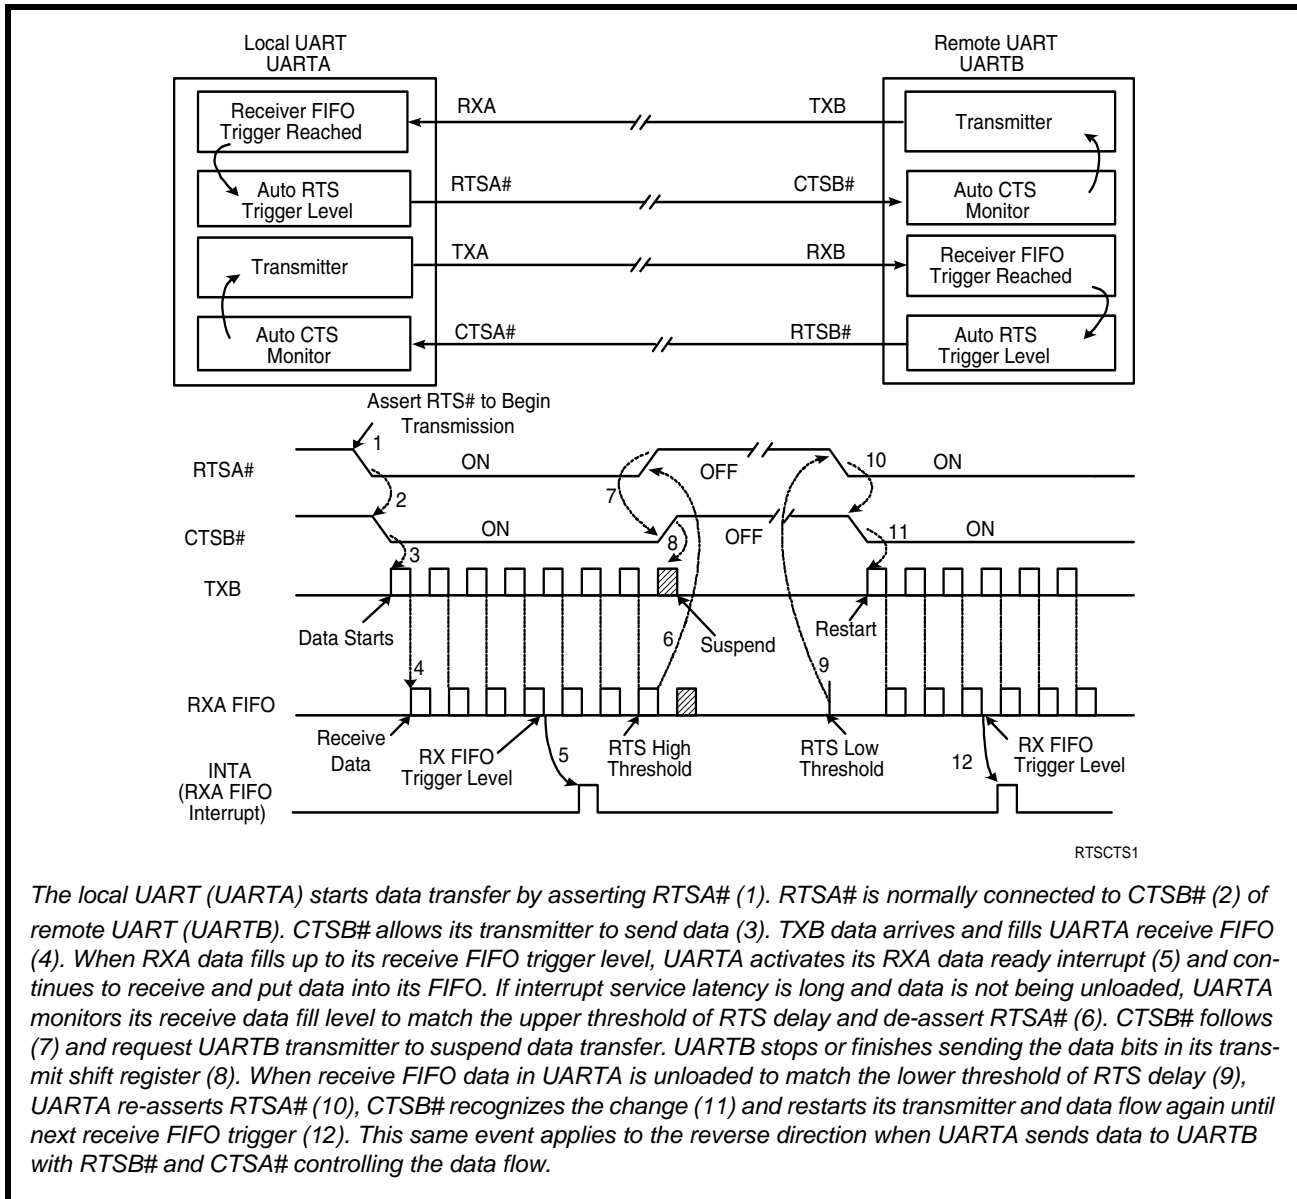 Local UART
UARTA
Remote UART
UARTB
Receiver FIFO
Trigger Reached
RXA
TXB
Transmitter
Auto RTS
Trigger Level
RTSA#
CTSB#
Auto CTS
Monitor
Transmitter
TXA
RXB
Receiver FIFO
Trigger Reached
Auto CTS
Monitor
CTSA#
RTSB#
Auto RTS
Trigger Level
Assert RTS# to Begin
Transmission
1
RTSA#
ON
OFF
10
ON
2
7
CTSB#
ON
OFF
11
ON
3
8
TXB
Data Starts
6
Suspend
Restart
4
9
RXA FIFO
Receive
Data
RX FIFO
Trigger Level
5
RTS High
Threshold
RTS Low
Threshold
12
RX FIFO
Trigger Level
INTA
(RXA FIFO
Interrupt)
RTSCTS1
The local UART (UARTA) starts data transfer by asserting RTSA# (1). RTSA# is normally connected to CTSB# (2) of
remote UART (UARTB). CTSB# allows its transmitter to send data (3). TXB data arrives and fills UARTA receive FIFO
(4). When RXA data fills up to its receive FIFO trigger level, UARTA activates its RXA data ready interrupt (5) and con-
tinues to receive and put data into its FIFO. If interrupt service latency is long and data is not being unloaded, UARTA
monitors its receive data fill level to match the upper threshold of RTS delay and de-assert RTSA# (6). CTSB# follows
(7) and request UARTB transmitter to suspend data transfer. UARTB stops or finishes sending the data bits in its trans-
mit shift register (8). When receive FIFO data in UARTA is unloaded to match the lower threshold of RTS delay (9),
UARTA re-asserts RTSA# (10), CTSB# recognizes the change (11) and restarts its transmitter and data flow again until
next receive FIFO trigger (12). This same event applies to the reverse direction when UARTA sends data to UARTB
with RTSB# and CTSA# controlling the data flow.